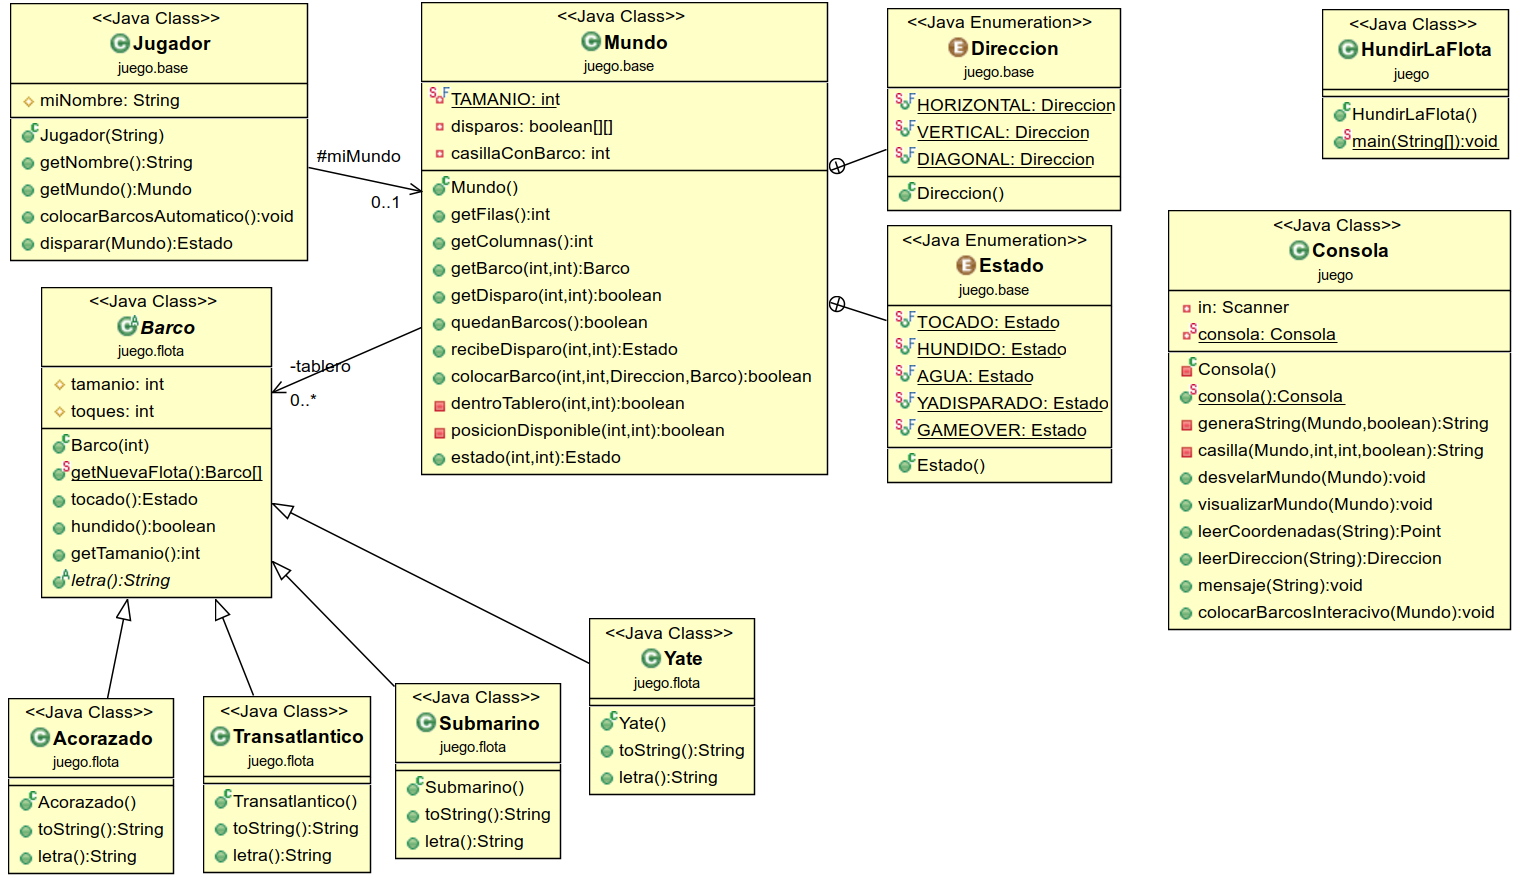 <<Java Class>>
Jugador
juego.base
miNombre: String
Jugador(String)
getNombre():String
getMundo():Mundo
colocarBarcosAutomatico():void
disparar(Mundo):Estado
#miMundo
0..1
<<Java Class>>
Mundo
juego.base
TAMANIO: int
disparos: boolean[][]
casillaConBarco: int
Mundo()
getFilas():int
getColumnas():int
getBarco(int,int):Barco
getDisparo(int,int):boolean
quedanBarcos():boolean
recibeDisparo(int,int):Estado
colocarBarco(int,int,Direccion,Barco):boolean
dentroTablero(int,int):boolean
posicionDisponible(int,int):boolean
estado(int,int):Estado
<<Java Enumeration>>
Direccion
juego.base
HORIZONTAL: Direccion
VERTICAL: Direccion
DIAGONAL: Direccion
Direccion()
<<Java Enumeration>>
Estado
juego.base
TOCADO: Estado
HUNDIDO: Estado
AGUA: Estado
YADISPARADO: Estado
GAMEOVER: Estado
Estado()
<<Java Class>>
HundirLaFlota
juego
HundirLaFlota()
main(String[]):void
<<Java Class>>
Consola
juego
in: Scanner
consola: Consola
Consola()
consola():Consola
generaString(Mundo,boolean):String
casilla(Mundo,int,int,boolean):String
desvelarMundo(Mundo):void
visualizarMundo(Mundo):void
leerCoordenadas(String):Point
leerDireccion(String):Direccion
mensaje(String):void
colocarBarcosInteracivo(Mundo):void
<<Java Class>>
Barco
juego.flota
tamanio: int
toques: int
Barco(int)
getNuevaFlota():Barco[]
tocado():Estado
hundido():boolean
getTamanio():int
letra():String
-tablero
0..*
<<Java Class>>
Acorazado
juego.flota
Acorazado()
toString():String
letra():String
<<Java Class>>
Transatlantico
juego.flota
Transatlantico()
toString():String
letra():String
<<Java Class>>
Submarino
juego.flota
Submarino()
toString():String
letra():String
<<Java Class>>
Yate
juego.flota
Yate()
toString():String
letra():String